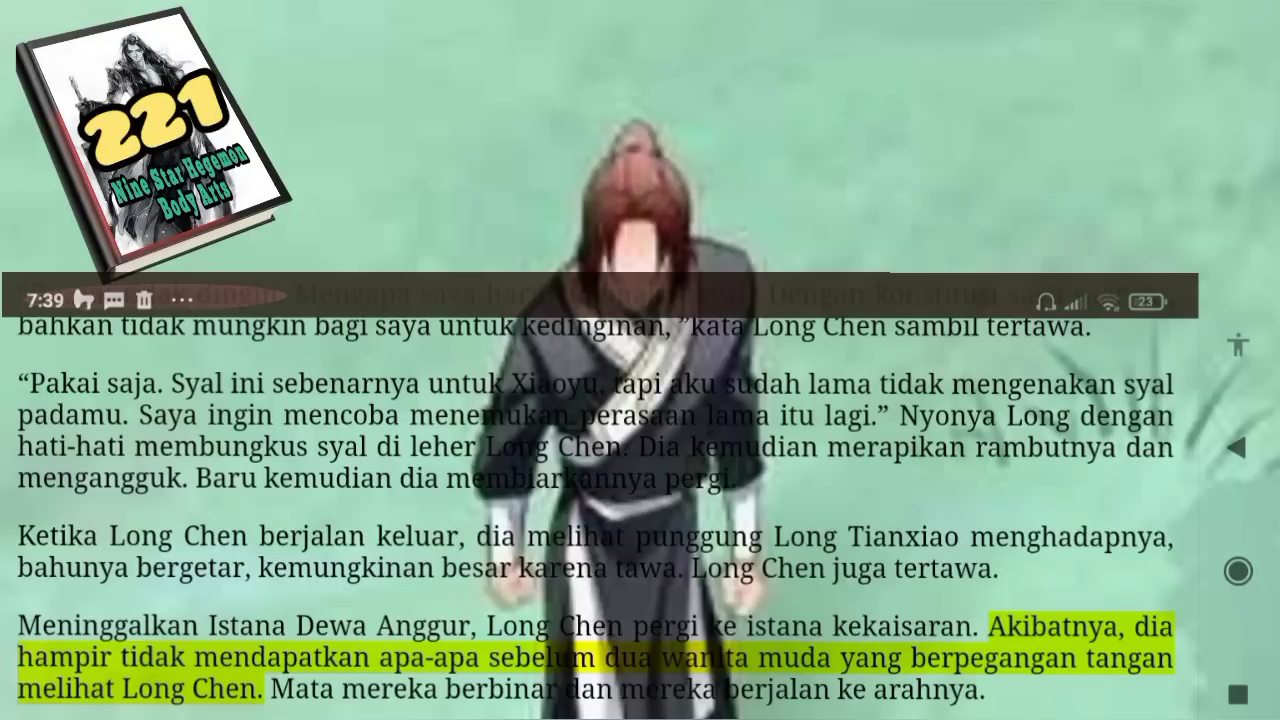 221
Nine Star Hegemon
Body Arts
7:39
23
bahkan tidak mungkin bagi saya untuk kedinginan, ”kata Long Chen sambil tertawa.
“Pakai saja. Syal ini sebenarnya untuk Xiaoyu, tapi aku sudah lama tidak mengenakan syal
padamu. Saya ingin mencoba menemukan perasaan lama itu lagi.” Nyonya Long dengan
hati-hati membungkus syal di leher Long Chen. Dia kemudian merapikan rambutnya dan
mengangguk. Baru kemudian dia membiarkannya pergi.
Ketika Long Chen berjalan keluar, dia melihat punggung Long Tianxiao menghadapnya,
bahunya bergetar, kemungkinan besar karena tawa. Long Chen juga tertawa.
Meninggalkan Istana Dewa Anggur, Long Chen pergi ke istana kekaisaran. Akibatnya, dia
hampir tidak mendapatkan apa-apa sebelum dua wanita muda yang berpegangan tangan
melihat Long Chen. Mata mereka berbinar dan mereka berjalan ke arahnya.